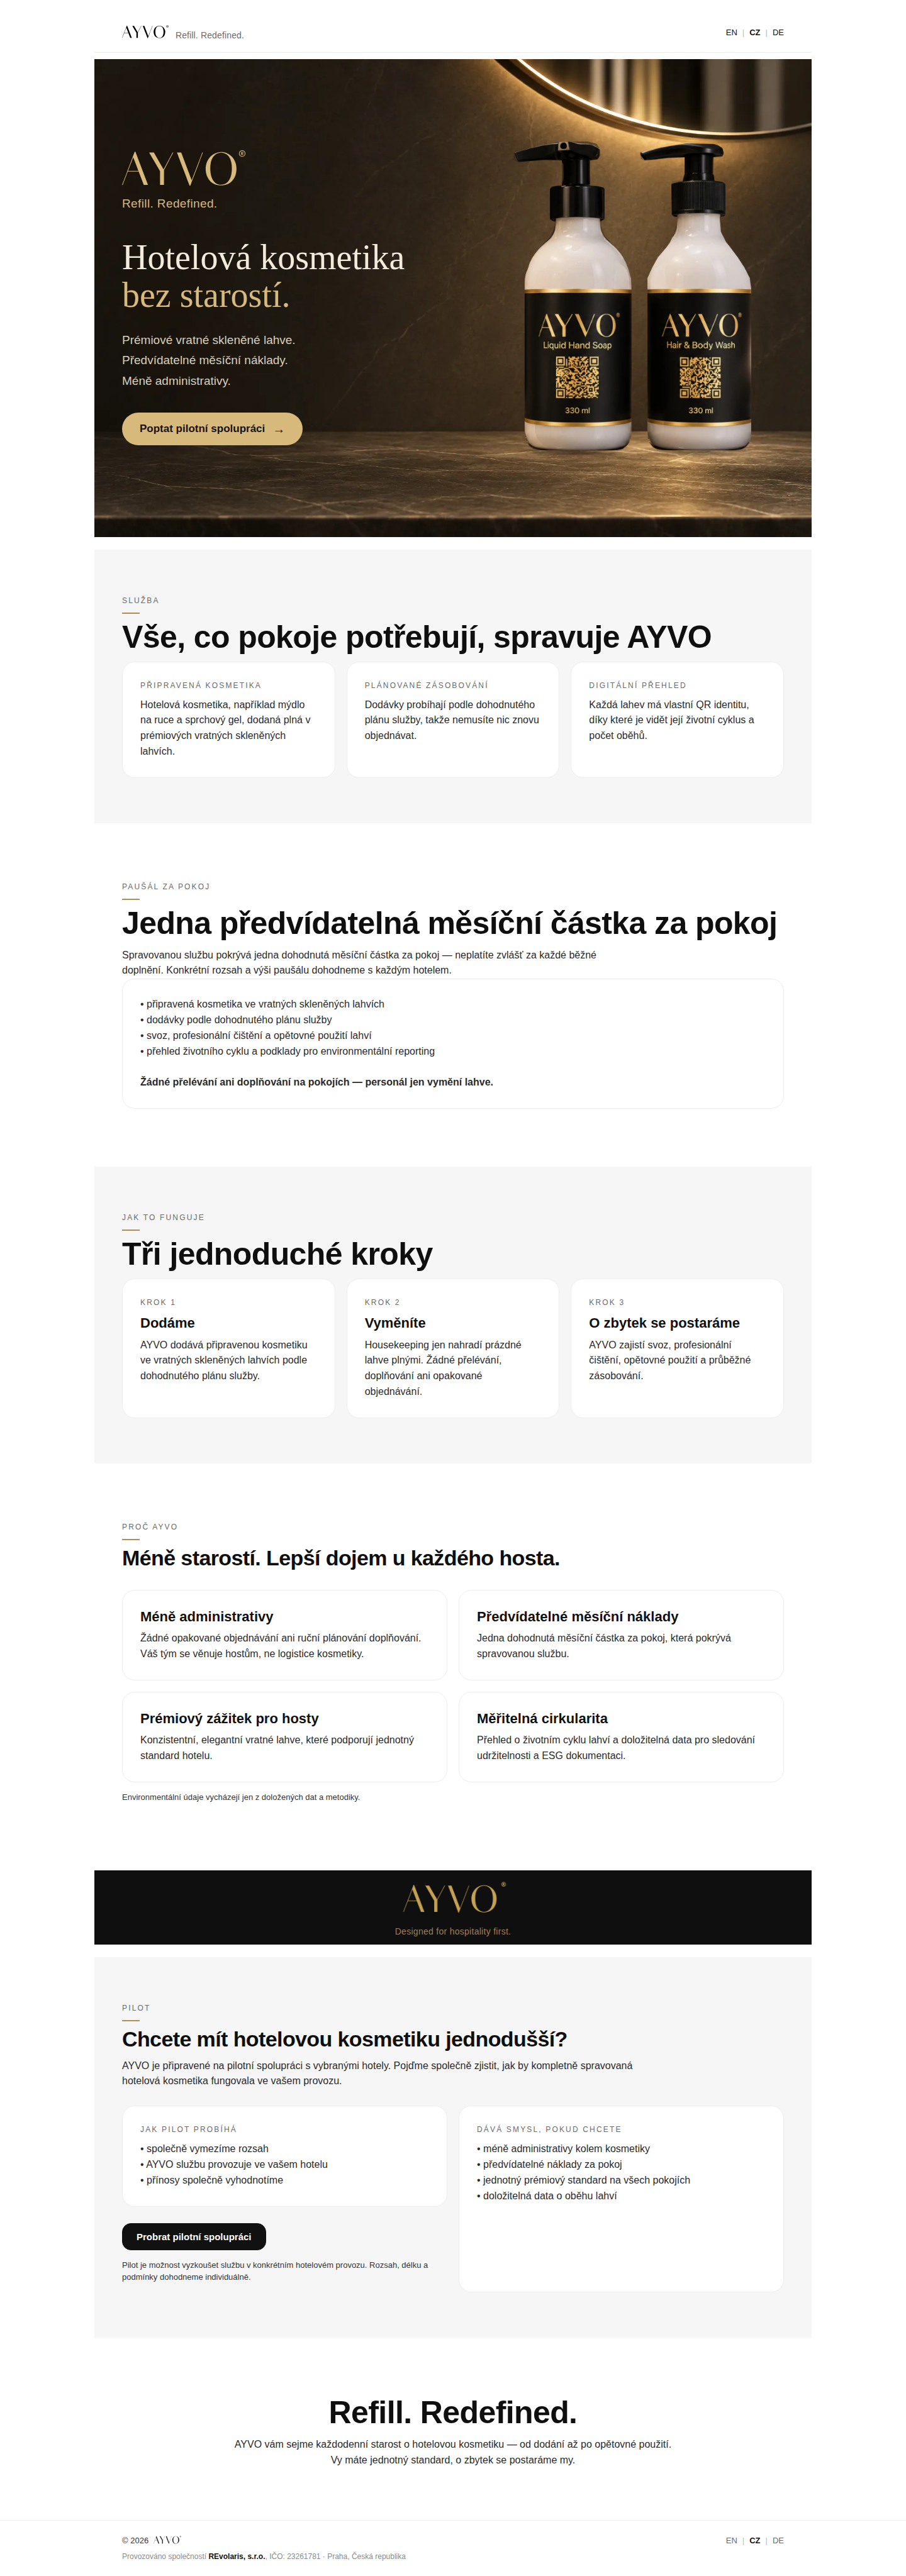 AYVO® Refill. Redefined.
EN | CZ | DE
AYVO®
Refill. Redefined.
Hotelová kosmetika
bez starostí.
Prémiové vratné skleněné lahve.
Předvídatelné měsíční náklady.
Méně administrativy.
Poptat pilotní spolupráci →
AYVO®
Liquid Hand Soap
330 ml
AYVO®
Hair & Body Wash
330 ml
SLUŽBA
Vše, co pokoje potřebují, spravuje AYVO
PŘIPRAVENÁ KOSMETIKA
Hotelová kosmetika, například mýdlo
na ruce a sprchový gel, dodaná plná v
prémiových vratných skleněných
lahvích.
PLÁNOVANÉ ZÁSOBOVÁNÍ
Dodávky probíhají podle dohodnutého
plánu služby, takže nemusíte nic znovu
objednávat.
DIGITÁLNÍ PŘEHLED
Každá lahev má vlastní QR identitu,
díky které je vidět její životní cyklus a
počet oběhů.
PAUŠÁL ZA POKOJ
Jedna předvídatelná měsíční částka za pokoj
Spravovanou službu pokrývá jedna dohodnutá měsíční částka za pokoj — neplatíte zvlášť za každé běžné
doplnění. Konkrétní rozsah a výši paušálu dohodneme s každým hotelem.
• připravená kosmetika ve vratných skleněných lahvích
• dodávky podle dohodnutého plánu služby
• svoz, profesionální čištění a opětovné použití lahví
• přehled životního cyklu a podklady pro environmentální reporting
Žádné přelévání ani doplňování na pokojích — personál jen vymění lahve.
JAK TO FUNGUJE
Tři jednoduché kroky
KROK 1
Dodáme
AYVO dodává připravenou kosmetiku
ve vratných skleněných lahvích podle
dohodnutého plánu služby.
KROK 2
Vyměníte
Housekeeping jen nahradí prázdné
lahve plnými. Žádné přelévání,
doplňování ani opakované
objednávání.
KROK 3
O zbytek se postaráme
AYVO zajistí svoz, profesionální
čištění, opětovné použití a průběžné
zásobování.
PROČ AYVO
Méně starostí. Lepší dojem u každého hosta.
Méně administrativy
Žádné opakované objednávání ani ruční plánování doplňování.
Váš tým se věnuje hostům, ne logistice kosmetiky.
Předvídatelné měsíční náklady
Jedna dohodnutá měsíční částka za pokoj, která pokrývá
spravovanou službu.
Prémiový zážitek pro hosty
Konzistentní, elegantní vratné lahve, které podporují jednotný
standard hotelu.
Měřitelná cirkularita
Přehled o životním cyklu lahví a doložitelná data pro sledování
udržitelnosti a ESG dokumentaci.
Environmentální údaje vycházejí jen z doložených dat a metodiky.
AYVO®
Designed for hospitality first.
PILOT
Chcete mít hotelovou kosmetiku jednodušší?
AYVO je připravené na pilotní spolupráci s vybranými hotely. Pojďme společně zjistit, jak by kompletně spravovaná
hotelová kosmetika fungovala ve vašem provozu.
JAK PILOT PROBÍHÁ
• společně vymezíme rozsah
• AYVO službu provozuje ve vašem hotelu
• přínosy společně vyhodnotíme
Probrat pilotní spolupráci
Pilot je možnost vyzkoušet službu v konkrétním hotelovém provozu. Rozsah, délku a
podmínky dohodneme individuálně.
DÁVÁ SMYSL, POKUD CHCETE
• méně administrativy kolem kosmetiky
• předvídatelné náklady za pokoj
• jednotný prémiový standard na všech pokojích
• doložitelná data o oběhu lahví
Refill. Redefined.
AYVO vám sejme každodenní starost o hotelovou kosmetiku — od dodání až po opětovné použití.
Vy máte jednotný standard, o zbytek se postaráme my.
© 2026 AYVO®
EN | CZ | DE
Provozováno společností REvolaris, s.r.o., IČO: 23261781 · Praha, Česká republika